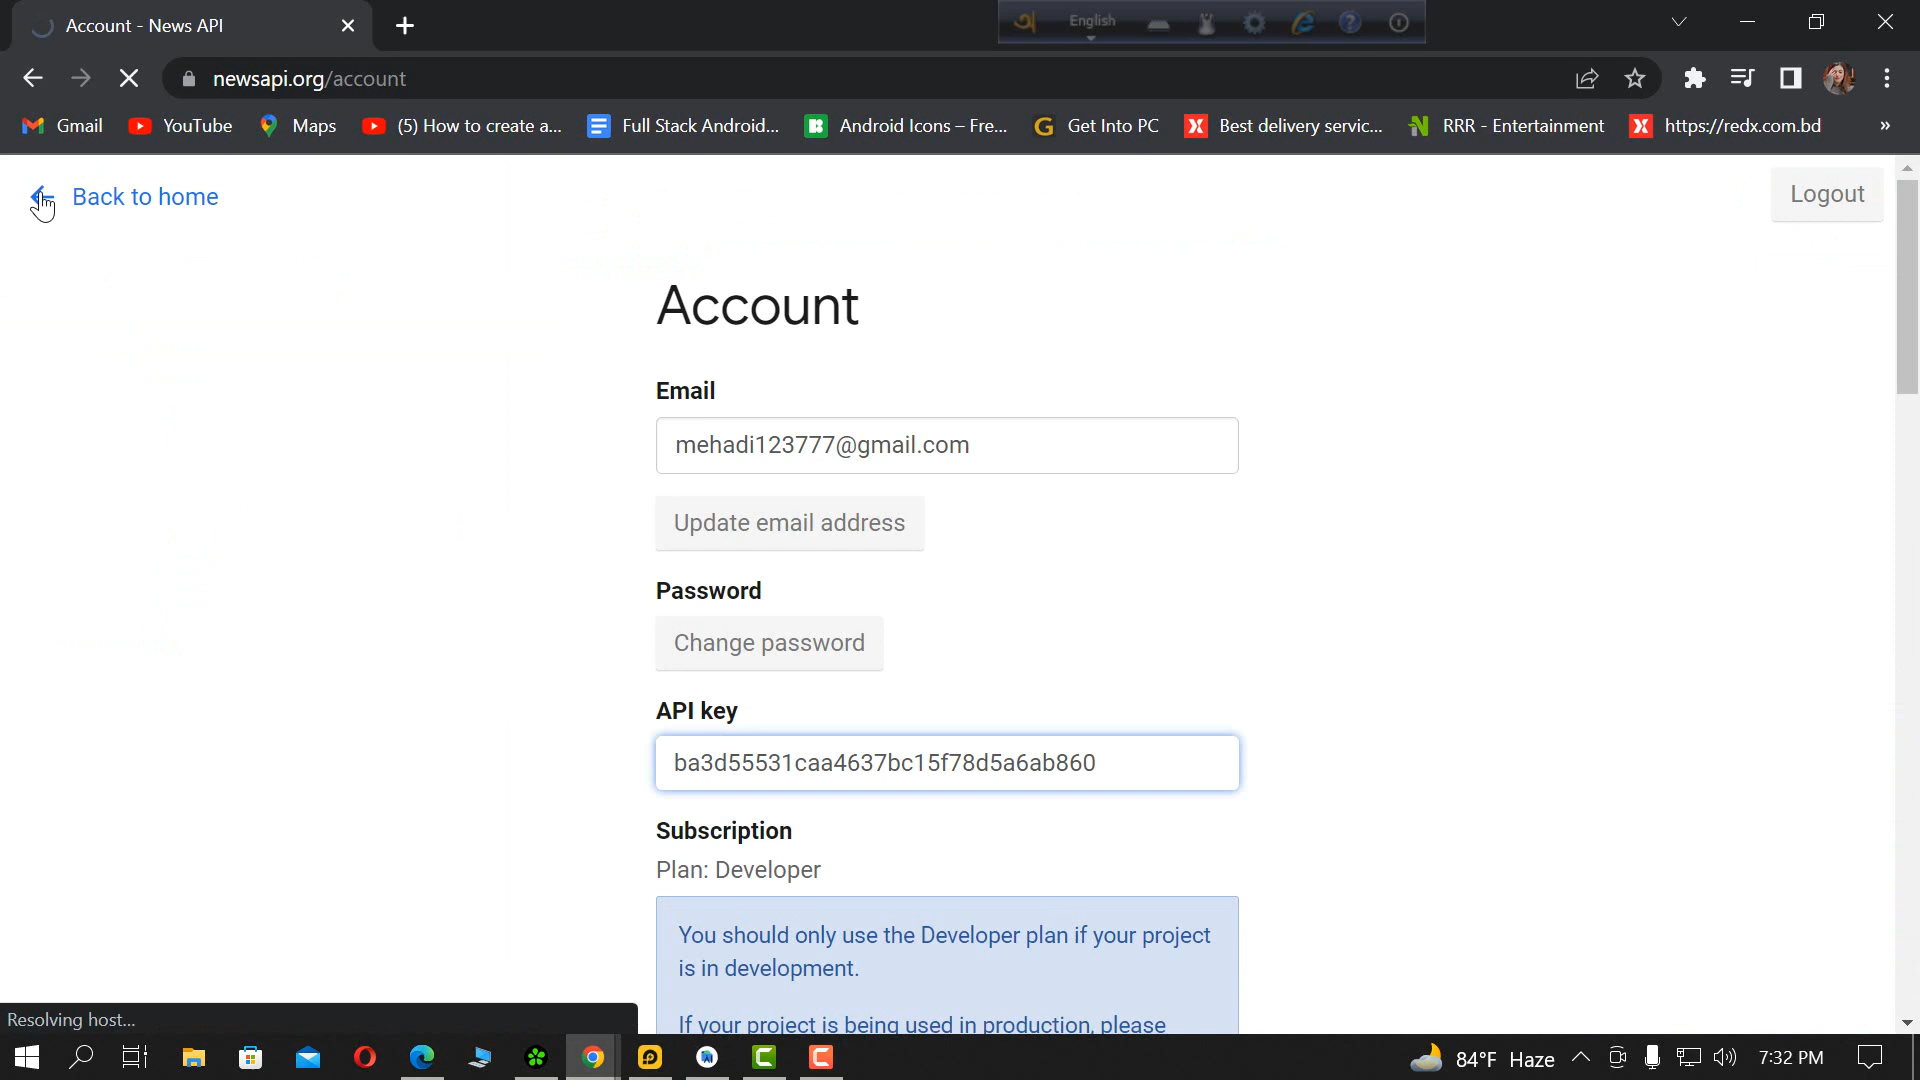 Account - News API
English
newsapi.org/account
Gmail
YouTube
Maps
(5) How to create a...
Full Stack Android...
Android Icons – Fre...
Get Into PC
Best delivery servic...
RRR - Entertainment
https://redx.com.bd
»
Back to home
Logout
Account
Email
mehadi123777@gmail.com
Update email address
Password
Change password
API key
ba3d55531caa4637bc15f78d5a6ab860
Subscription
Plan: Developer
You should only use the Developer plan if your project
is in development.
If your project is being used in production, please
Resolving host...
84°F Haze
7:32 PM